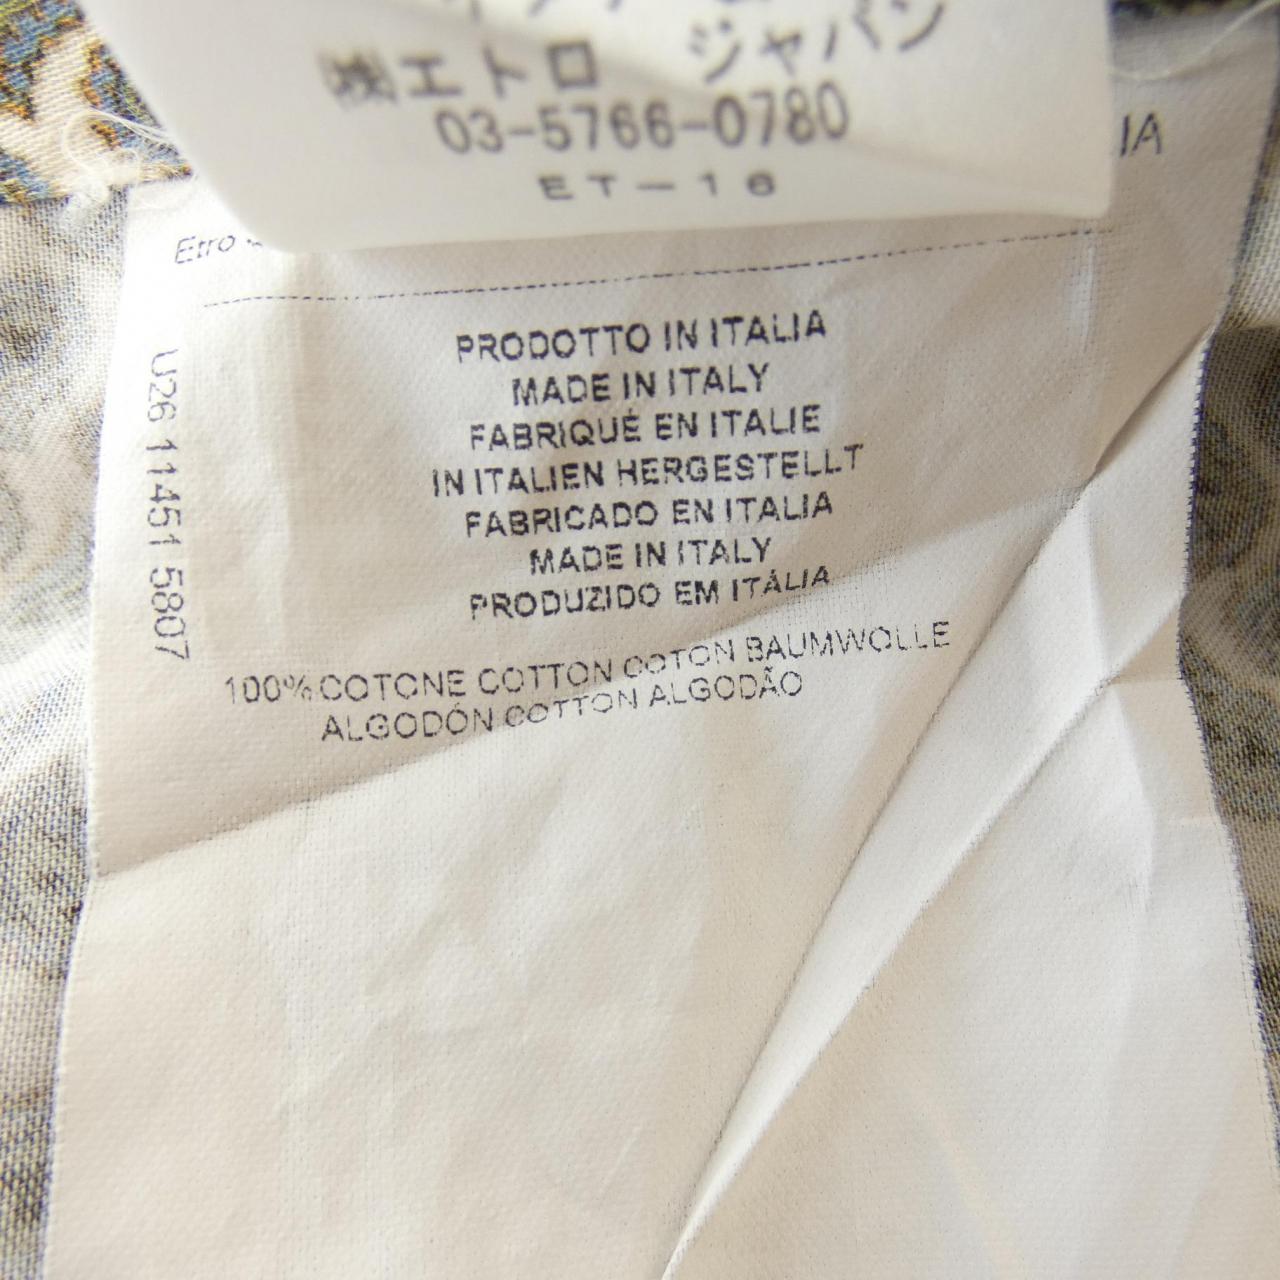 ㈱エトロ ジャパン
03-5766-0780
ET-16
IA
Etro
PRODOTTO IN ITALIA
MADE IN ITALY
FABRIQUÉ EN ITALIE
IN ITALIEN HERGESTELLT
FABRICADO EN ITALIA
MADE IN ITALY
PRODUZIDO EM ITÁLIA
100% COTONE COTTON COTON BAUMWOLLE
ALGODÓN COTTON ALGODÃO
U26 11451 5807